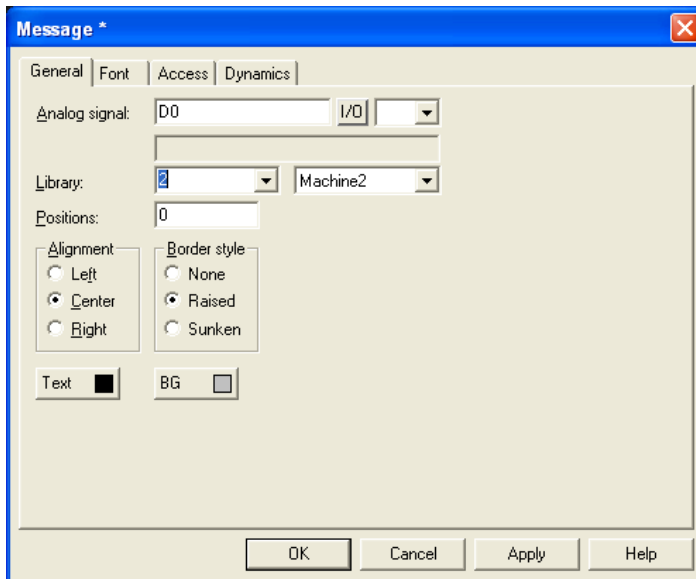 Message *
General Font Access Dynamics
Analog signal: D0 I/O
Library: 2 Machine2
Positions: 0
Alignment Border style
Left None
Center Raised
Right Sunken
Text BG
OK Cancel Apply Help